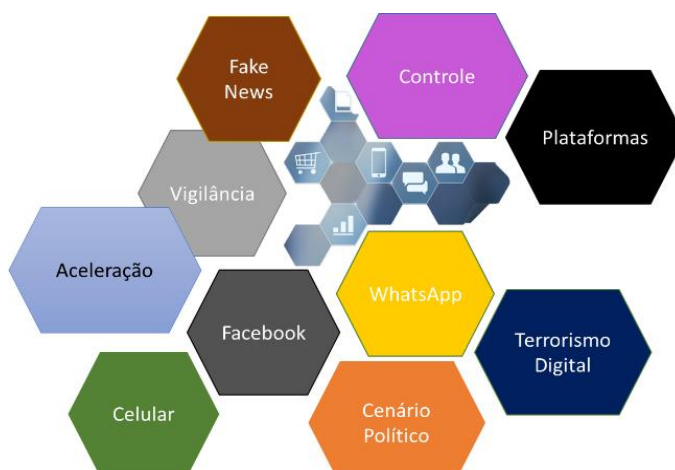 Fake
News
Controle
Plataformas
Vigilância
Aceleração
WhatsApp
Facebook
Terrorismo
Digital
Celular
Cenário
Político